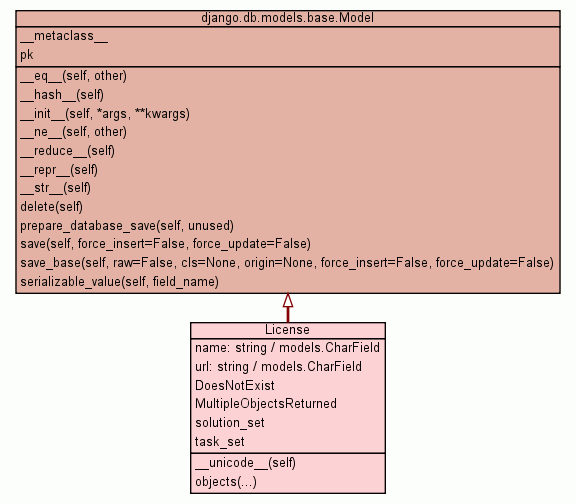 django.db.models.base.Model
__metaclass__
pk
__eq__(self, other)
__hash__(self)
__init__(self, *args, **kwargs)
__ne__(self, other)
__reduce__(self)
__repr__(self)
__str__(self)
delete(self)
prepare_database_save(self, unused)
save(self, force_insert=False, force_update=False)
save_base(self, raw=False, cls=None, origin=None, force_insert=False, force_update=False)
serializable_value(self, field_name)
License
name: string / models.CharField
url: string / models.CharField
DoesNotExist
MultipleObjectsReturned
solution_set
task_set
__unicode__(self)
objects(...)